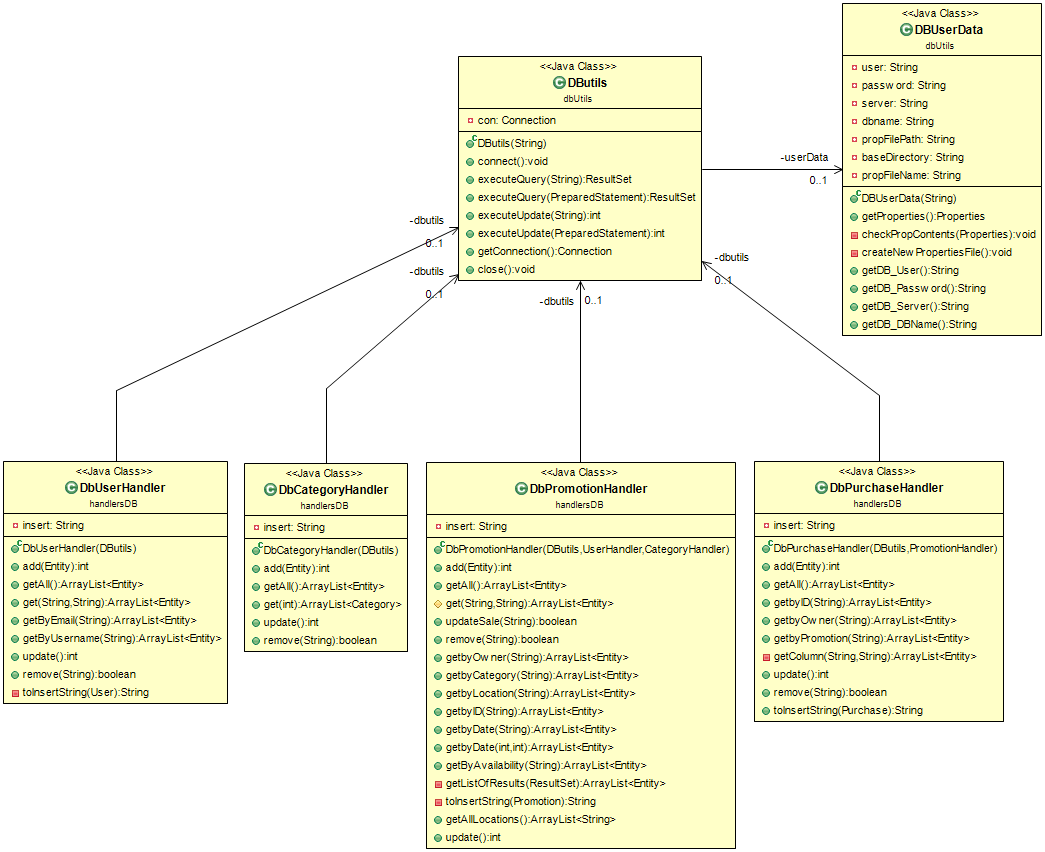 <<Java Class>>
DBUserData
dbUtils
user: String
password: String
server: String
dbname: String
propFilePath: String
baseDirectory: String
propFileName: String
DBUserData(String)
getProperties():Properties
checkPropContents(Properties):void
createNewPropertiesFile():void
getDB_User():String
getDB_Password():String
getDB_Server():String
getDB_DBName():String
<<Java Class>>
DButils
dbUtils
con: Connection
DButils(String)
connect():void
executeQuery(String):ResultSet
executeQuery(PreparedStatement):ResultSet
executeUpdate(String):int
executeUpdate(PreparedStatement):int
getConnection():Connection
close():void
-userData
0..1
-dbutils
0..1
-dbutils
0..1
-dbutils
0..1
-dbutils
0..1
<<Java Class>>
DbUserHandler
handlersDB
insert: String
DbUserHandler(DButils)
add(Entity):int
getAll():ArrayList<Entity>
get(String,String):ArrayList<Entity>
getByEmail(String):ArrayList<Entity>
getByUsername(String):ArrayList<Entity>
update():int
remove(String):boolean
toInsertString(User):String
<<Java Class>>
DbCategoryHandler
handlersDB
insert: String
DbCategoryHandler(DButils)
add(Entity):int
getAll():ArrayList<Entity>
get(int):ArrayList<Category>
update():int
remove(String):boolean
<<Java Class>>
DbPromotionHandler
handlersDB
insert: String
DbPromotionHandler(DButils,UserHandler,CategoryHandler)
add(Entity):int
getAll():ArrayList<Entity>
get(String,String):ArrayList<Entity>
updateSale(String):boolean
remove(String):boolean
getbyOwner(String):ArrayList<Entity>
getbyCategory(String):ArrayList<Entity>
getbyLocation(String):ArrayList<Entity>
getbyID(String):ArrayList<Entity>
getbyDate(String):ArrayList<Entity>
getbyDate(int,int):ArrayList<Entity>
getByAvailability(String):ArrayList<Entity>
getListOfResults(ResultSet):ArrayList<Entity>
toInsertString(Promotion):String
getAllLocations():ArrayList<String>
update():int
<<Java Class>>
DbPurchaseHandler
handlersDB
insert: String
DbPurchaseHandler(DButils,PromotionHandler)
add(Entity):int
getAll():ArrayList<Entity>
getbyID(String):ArrayList<Entity>
getbyOwner(String):ArrayList<Entity>
getbyPromotion(String):ArrayList<Entity>
getColumn(String,String):ArrayList<Entity>
update():int
remove(String):boolean
toInsertString(Purchase):String